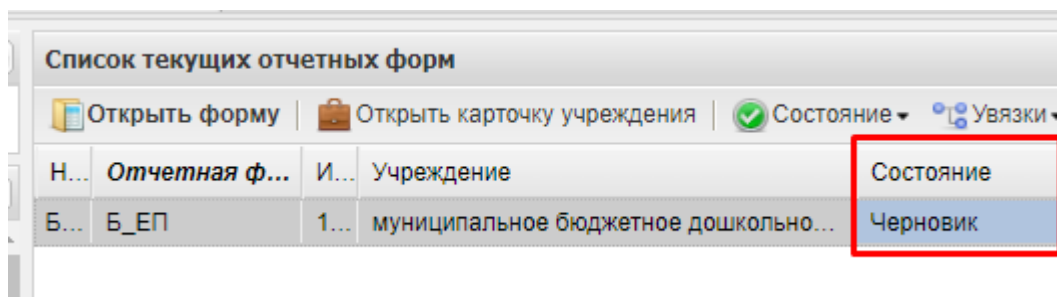 Список текущих отчетных форм
Открыть форму Открыть карточку учреждения Состояние Увязки
Н... Отчетная ф... И... Учреждение Состояние
Б... Б_ЕП 1... муниципальное бюджетное дошкольно... Черновик